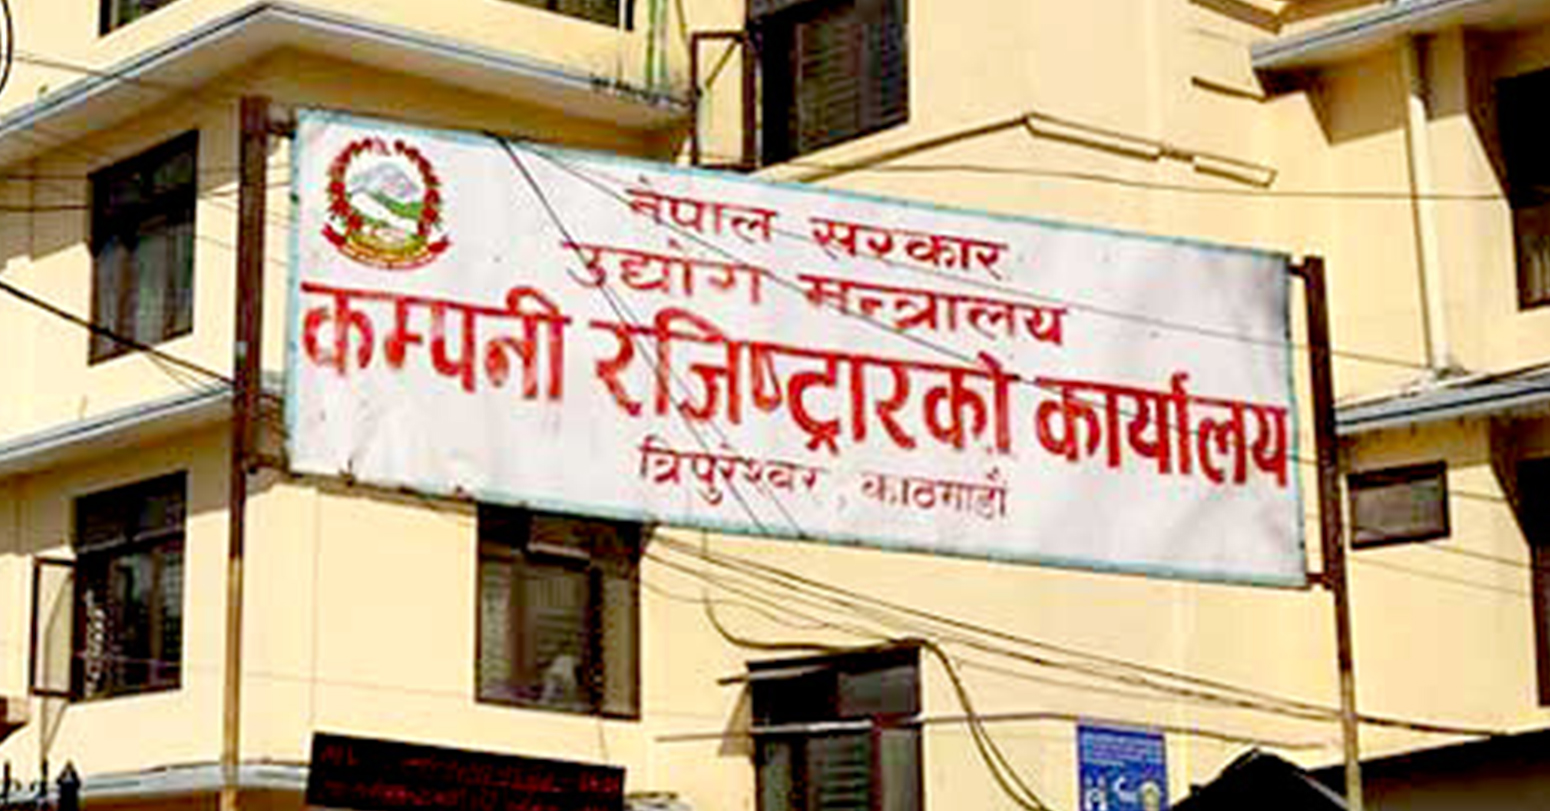 नेपाल सरकार
उद्योग मन्त्रालय
कम्पनी रजिष्ट्रारको कार्यालय
त्रिपुरेश्वर, काठमाडौं